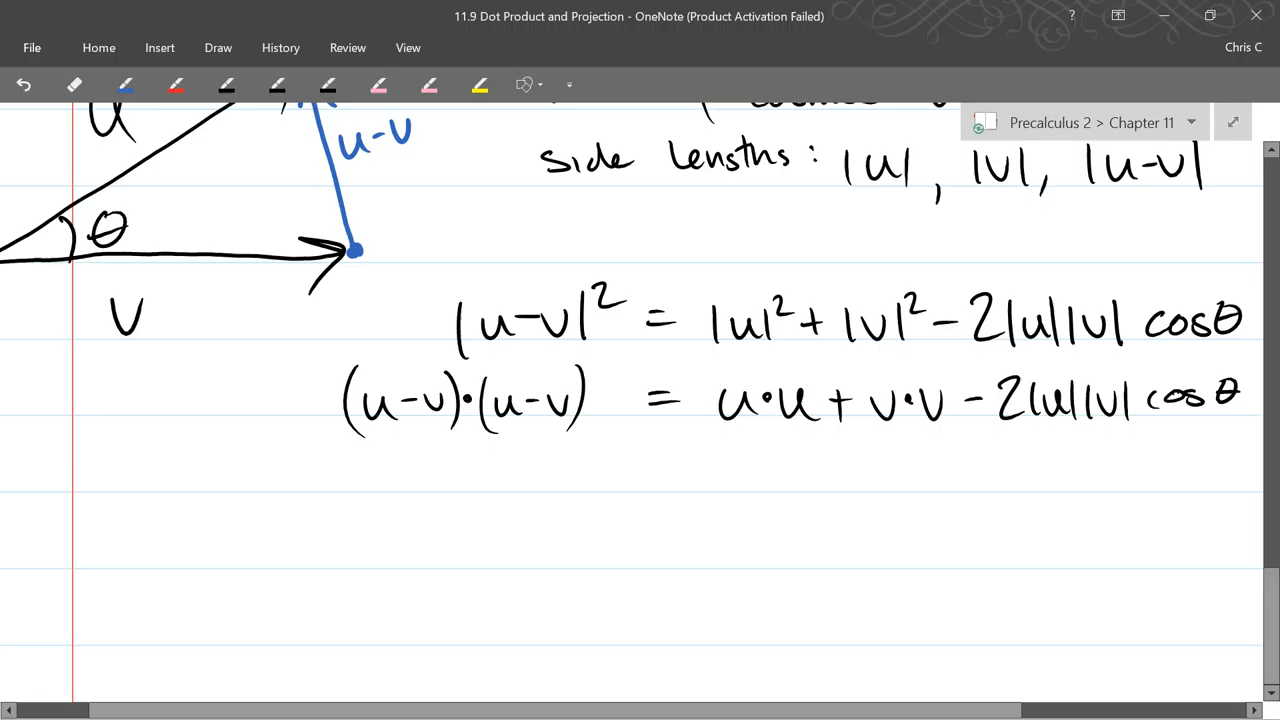 11.9 Dot Product and Projection - OneNote (Product Activation Failed)
?
File Home Insert Draw History Review View
Chris C
Precalculus 2 > Chapter 11
u
u-v
side lengths: |u|, |v|, |u-v|
θ
v
|u-v|² = |u|² + |v|² - 2|u||v| cosθ
(u-v)•(u-v) = u•u + v•v - 2|u||v| cosθ